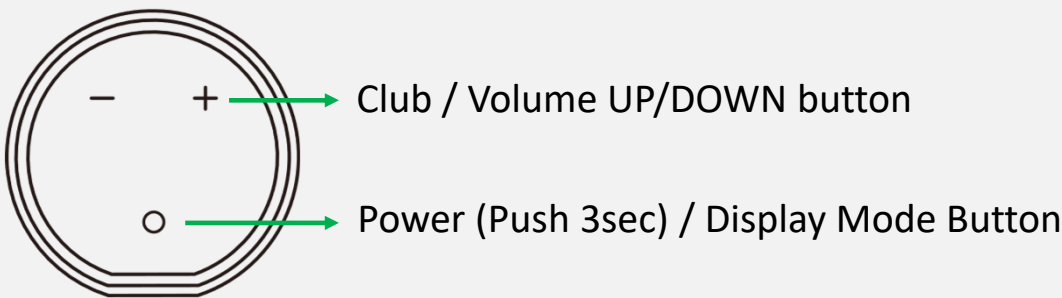 − + Club / Volume UP/DOWN button
Power (Push 3sec) / Display Mode Button